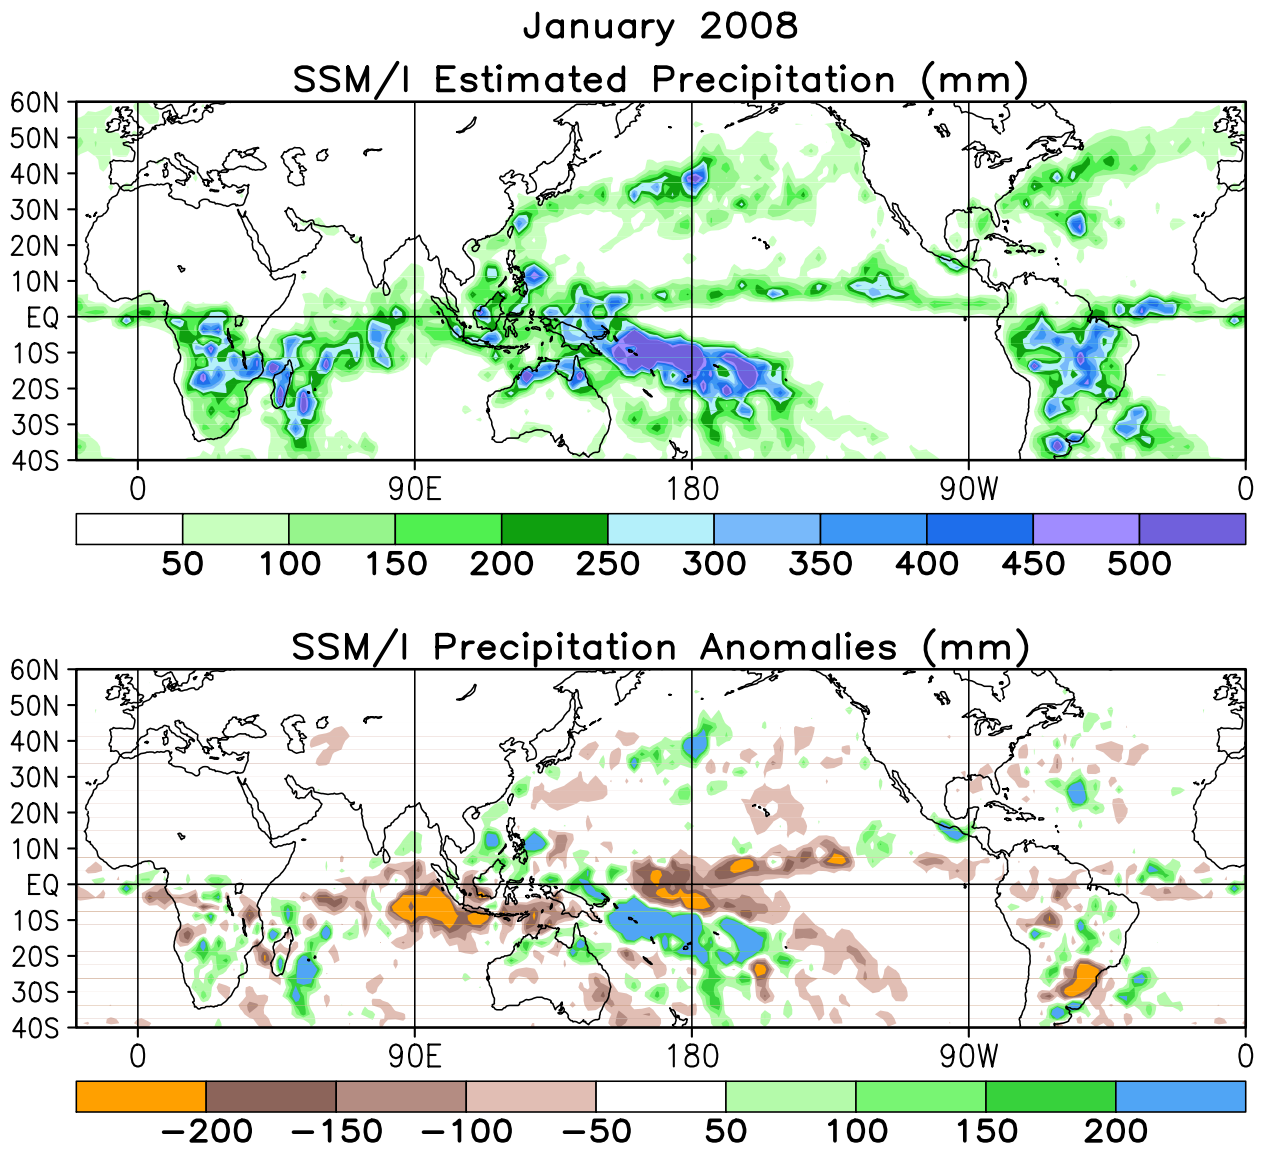 January 2008
SSM/I Estimated Precipitation (mm)
60N
50N
40N
30N
20N
10N
EQ
10S
20S
30S
40S
0 90E 180 90W 0
50 100 150 200 250 300 350 400 450 500
SSM/I Precipitation Anomalies (mm)
60N
50N
40N
30N
20N
10N
EQ
10S
20S
30S
40S
0 90E 180 90W 0
−200 −150 −100 −50 50 100 150 200